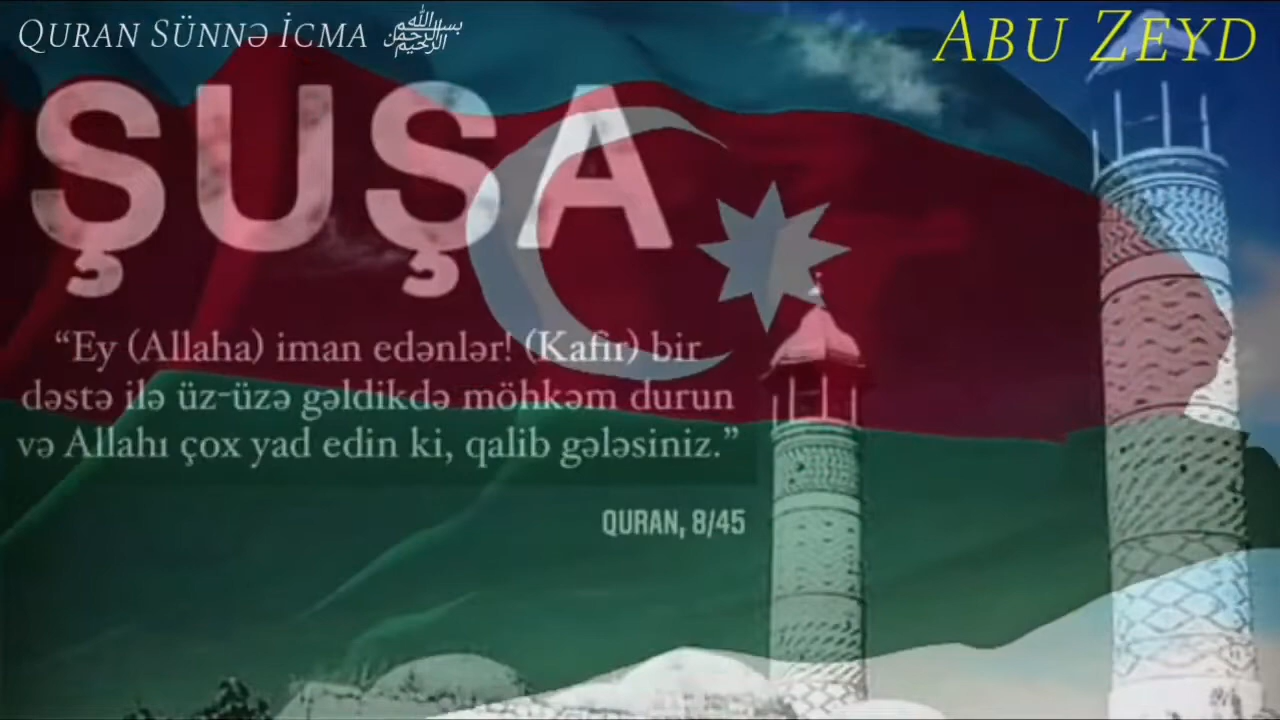 QURAN SÜNNƏ İCMA ﷽
ABU ZEYD
ŞUŞA
“Ey (Allaha) iman edənlər! (Kafir) bir
dəstə ilə üz-üzə gəldikdə möhkəm durun
və Allahı çox yad edin ki, qalib gələsiniz.”
QURAN, 8/45